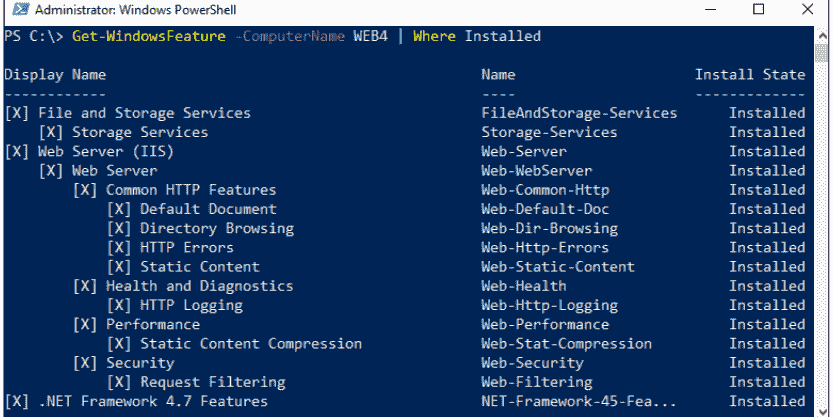 Administrator: Windows PowerShell
PS C:\> Get-WindowsFeature -ComputerName WEB4 | Where Installed
Display Name Name Install State
------------ ---- -------------
[X] File and Storage Services FileAndStorage-Services Installed
[X] Storage Services Storage-Services Installed
[X] Web Server (IIS) Web-Server Installed
[X] Web Server Web-WebServer Installed
[X] Common HTTP Features Web-Common-Http Installed
[X] Default Document Web-Default-Doc Installed
[X] Directory Browsing Web-Dir-Browsing Installed
[X] HTTP Errors Web-Http-Errors Installed
[X] Static Content Web-Static-Content Installed
[X] Health and Diagnostics Web-Health Installed
[X] HTTP Logging Web-Http-Logging Installed
[X] Performance Web-Performance Installed
[X] Static Content Compression Web-Stat-Compression Installed
[X] Security Web-Security Installed
[X] Request Filtering Web-Filtering Installed
[X] .NET Framework 4.7 Features NET-Framework-45-Fea... Installed